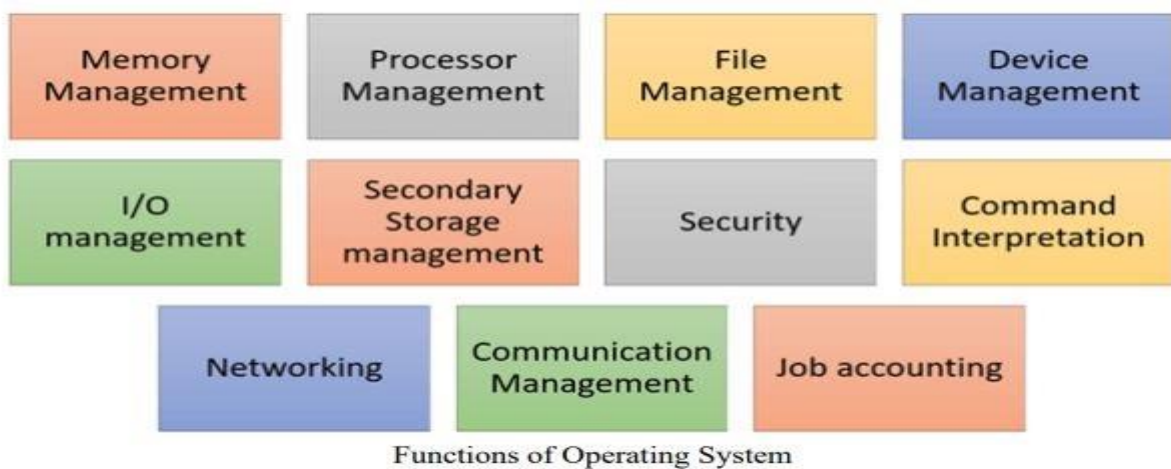 Memory
Management
Processor
Management
File
Management
Device
Management
I/O
management
Secondary
Storage
management
Security
Command
Interpretation
Networking
Communication
Management
Job accounting
Functions of Operating System